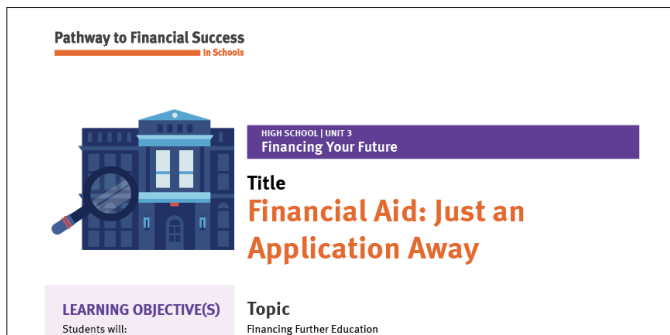 Pathway to Financial Success
In Schools
HIGH SCHOOL | UNIT 3
Financing Your Future
Title
Financial Aid: Just an
Application Away
LEARNING OBJECTIVE(S)
Students will:
Topic
Financing Further Education